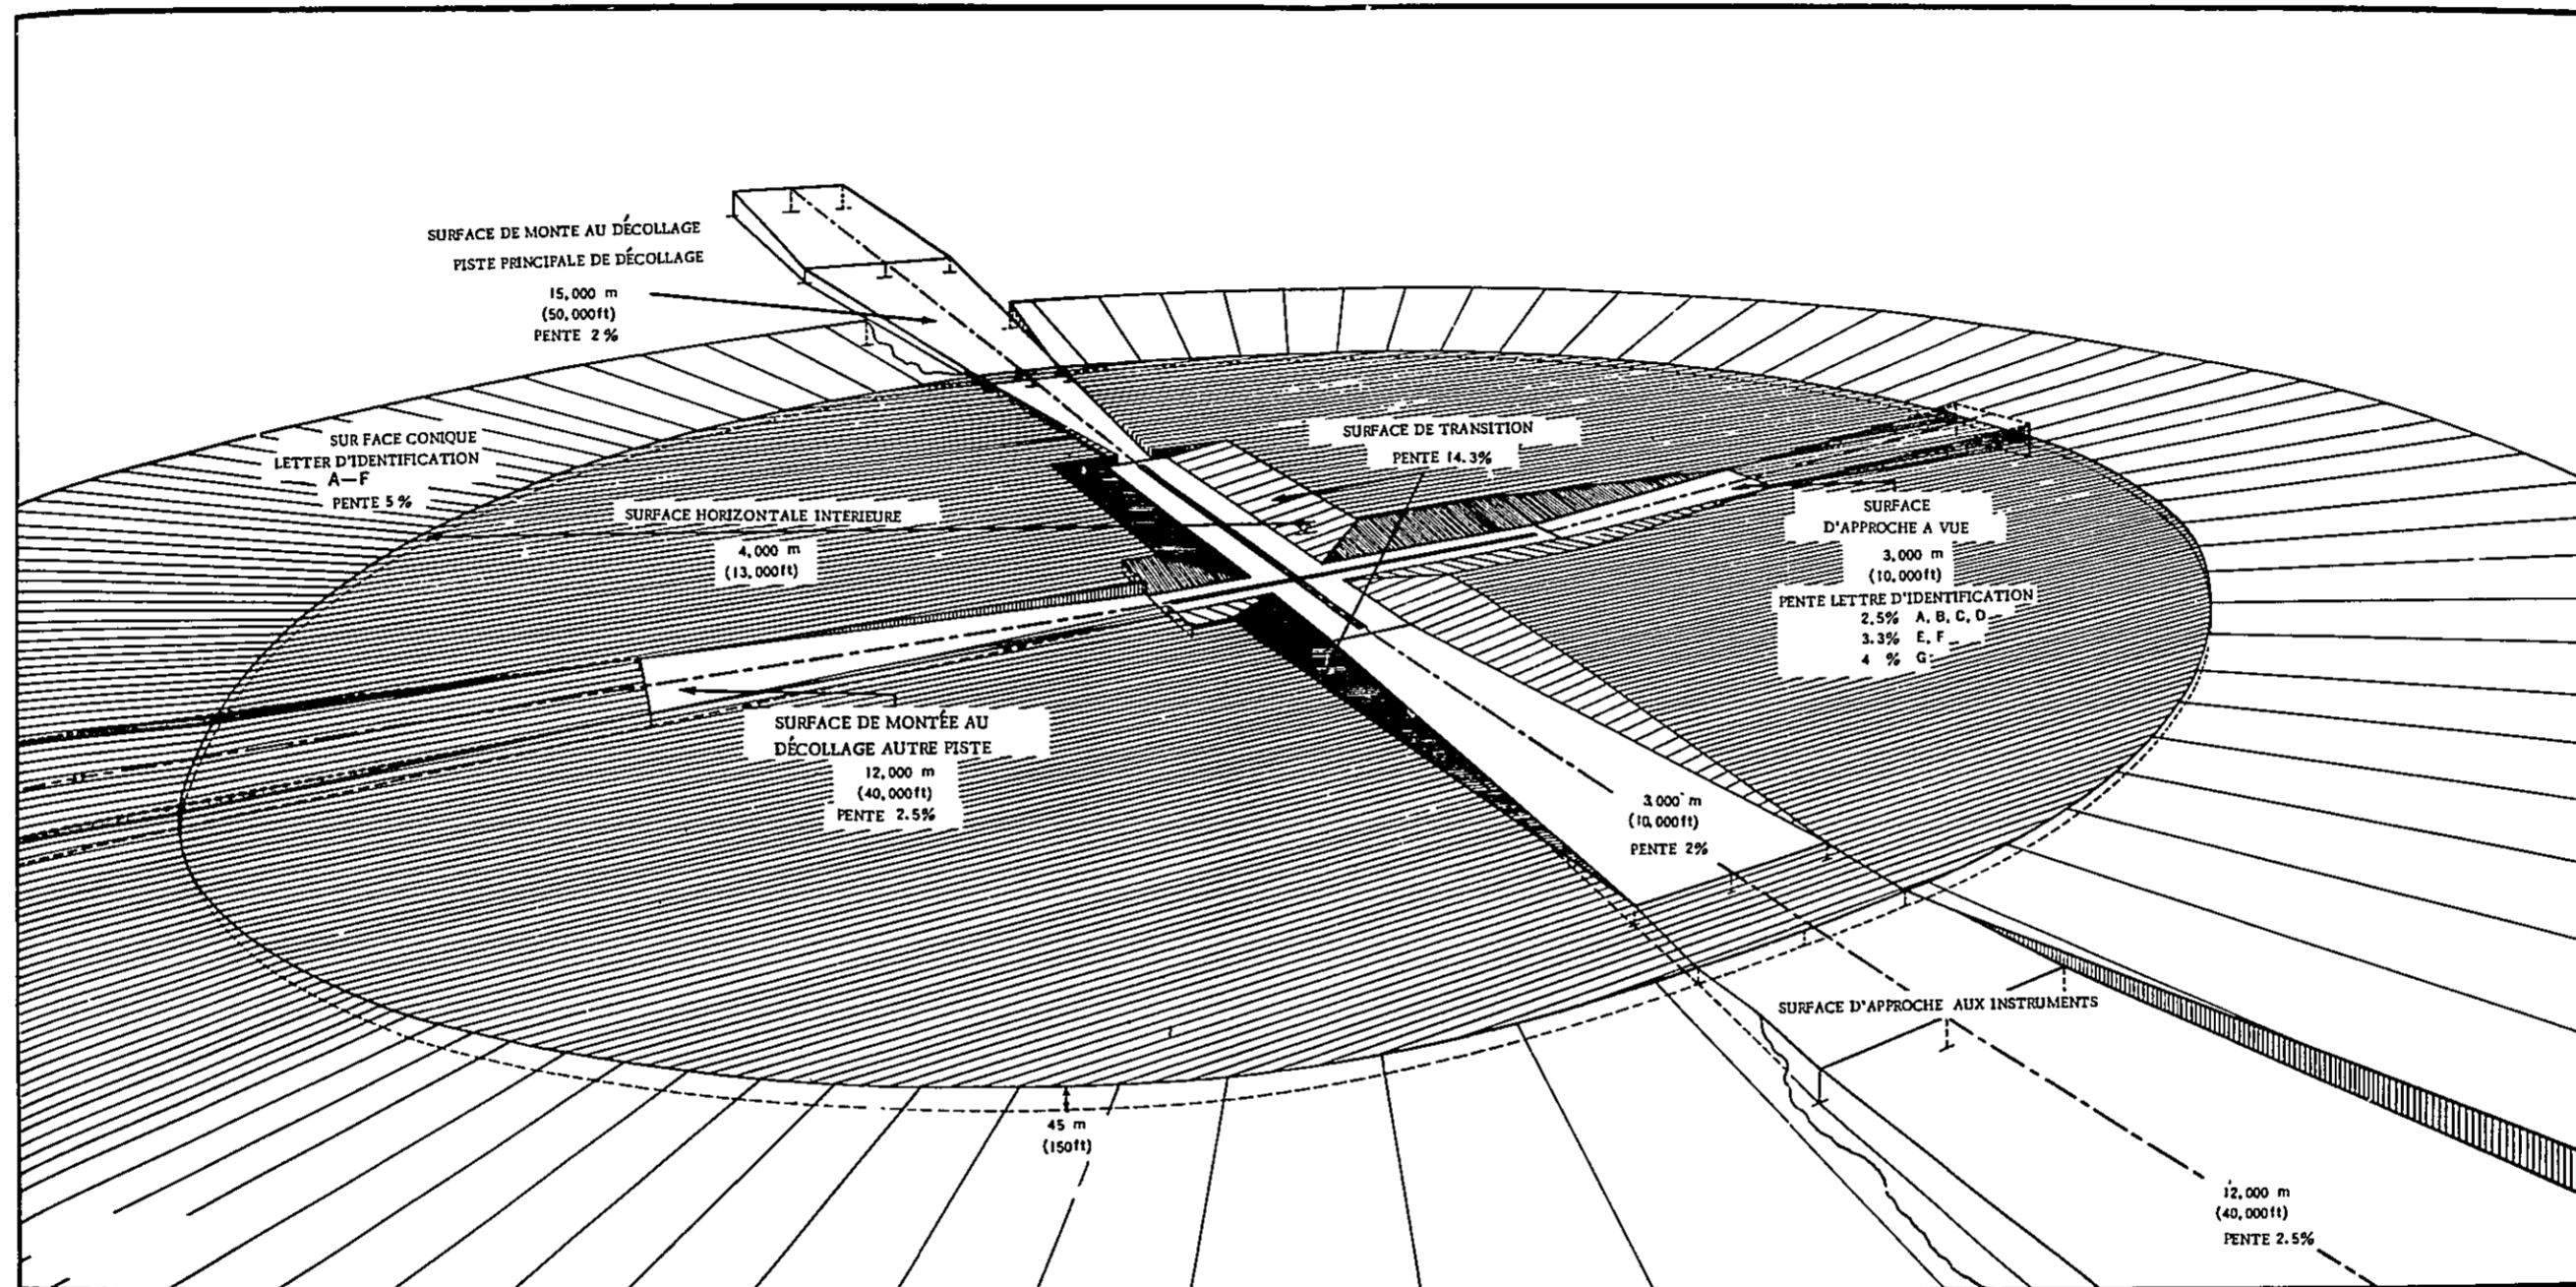 SURFACE DE MONTE AU DÉCOLLAGE
PISTE PRINCIPALE DE DÉCOLLAGE
15,000 m
(50,000ft)
PENTE 2%
SUR FACE CONIQUE
LETTER D'IDENTIFICATION
A—F
PENTE 5%
SURFACE DE TRANSITION
PENTE 14.3%
SURFACE HORIZONTALE INTERIEURE
4,000 m
(13,000ft)
SURFACE
D'APPROCHE A VUE
3,000 m
(10,000ft)
PENTE LETTRE D'IDENTIFICATION
2.5% A, B, C, D
3.3% E, F
4 % G
SURFACE DE MONTÉE AU
DÉCOLLAGE AUTRE PISTE
12,000 m
(40,000ft)
PENTE 2.5%
3,000 m
(10,000ft)
PENTE 2%
SURFACE D'APPROCHE AUX INSTRUMENTS
45 m
(150ft)
12,000 m
(40,000ft)
PENTE 2.5%